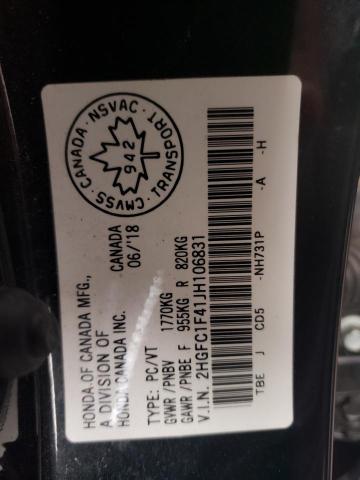 HONDA OF CANADA MFG.,
A DIVISION OF
HONDA CANADA INC.
CANADA
06/'18
CMVSS · CANADA · NSVAC · TRANSPORT ·
942
TYPE: PC/VT
GVWR /PNBV 1770KG
GAWR /PNBE F 955KG R 820KG
V.I.N. 2HGFC1F41JH106831
TBE J CD5 -NH731P -A -H